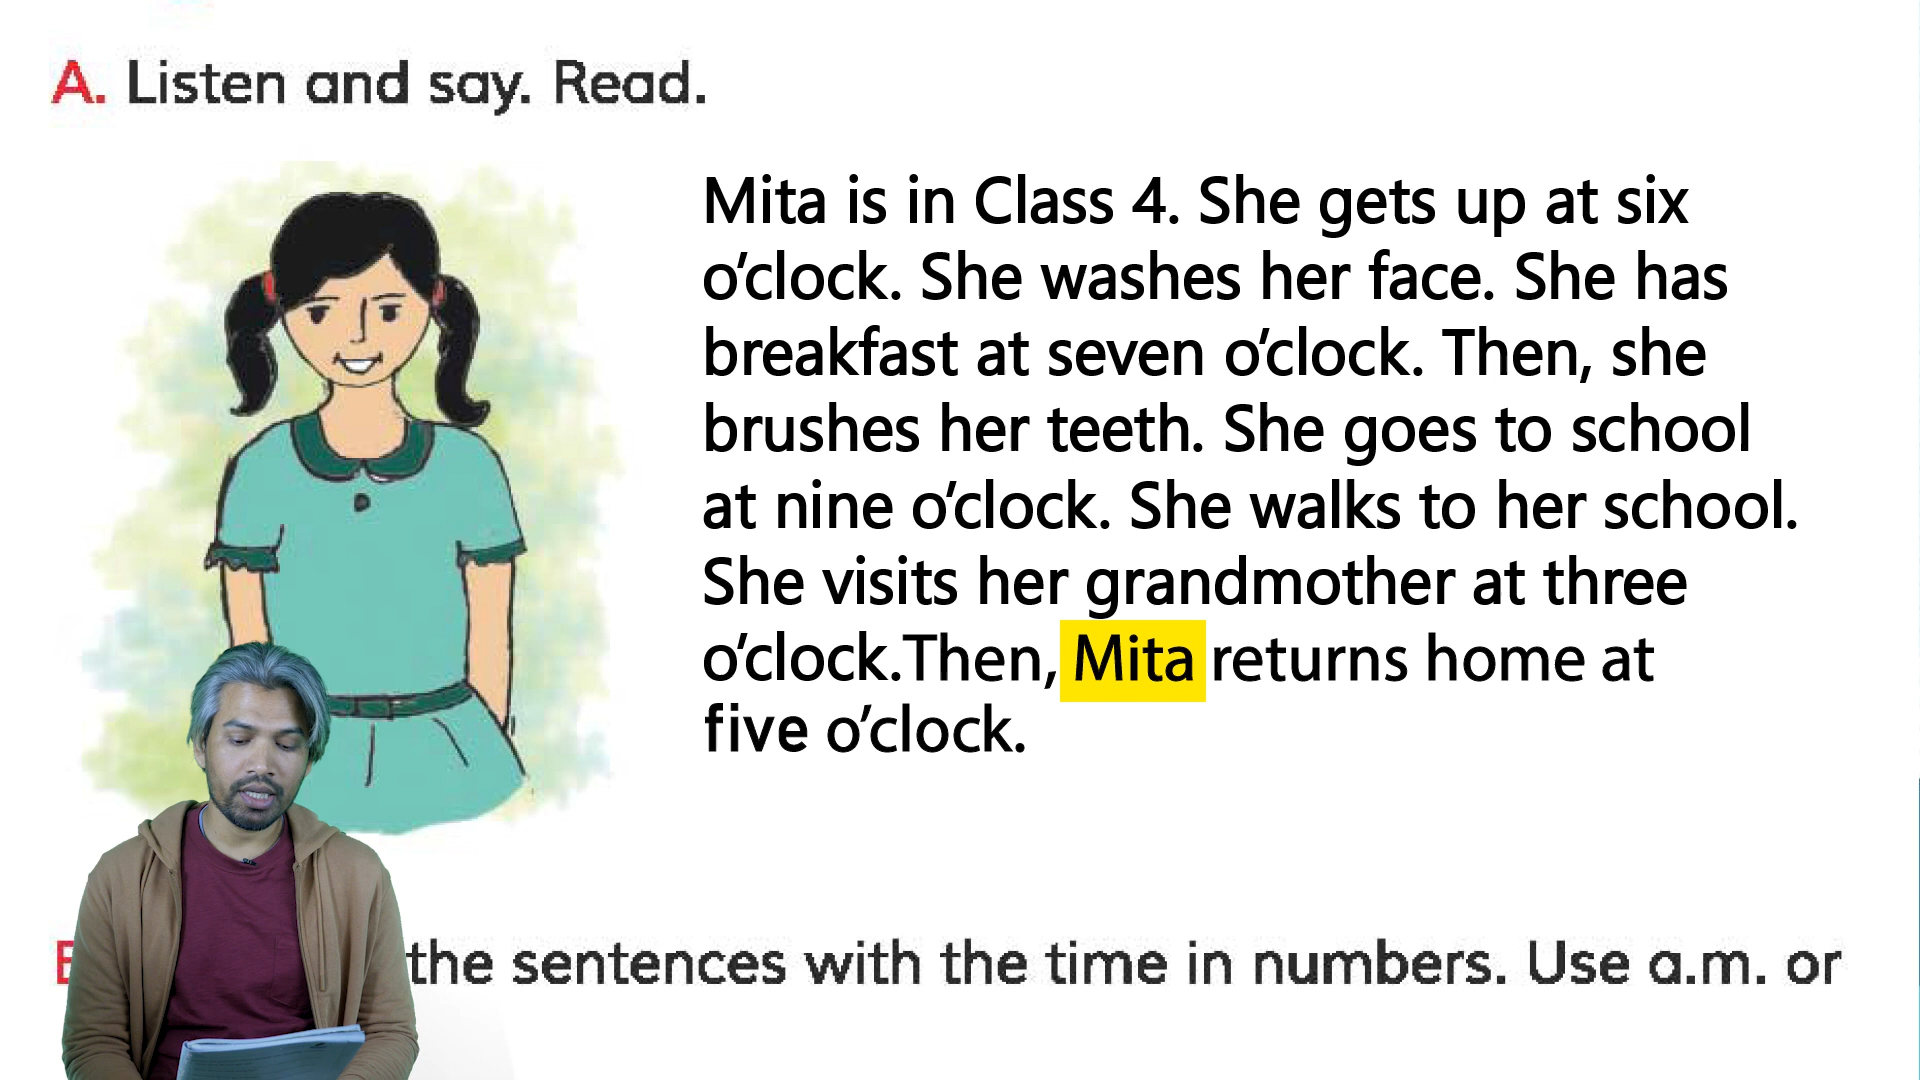 A. Listen and say. Read.
Mita is in Class 4. She gets up at six
o’clock. She washes her face. She has
breakfast at seven o’clock. Then, she
brushes her teeth. She goes to school
at nine o’clock. She walks to her school.
She visits her grandmother at three
o’clock.Then, Mita returns home at
five o’clock.
the sentences with the time in numbers. Use a.m. or